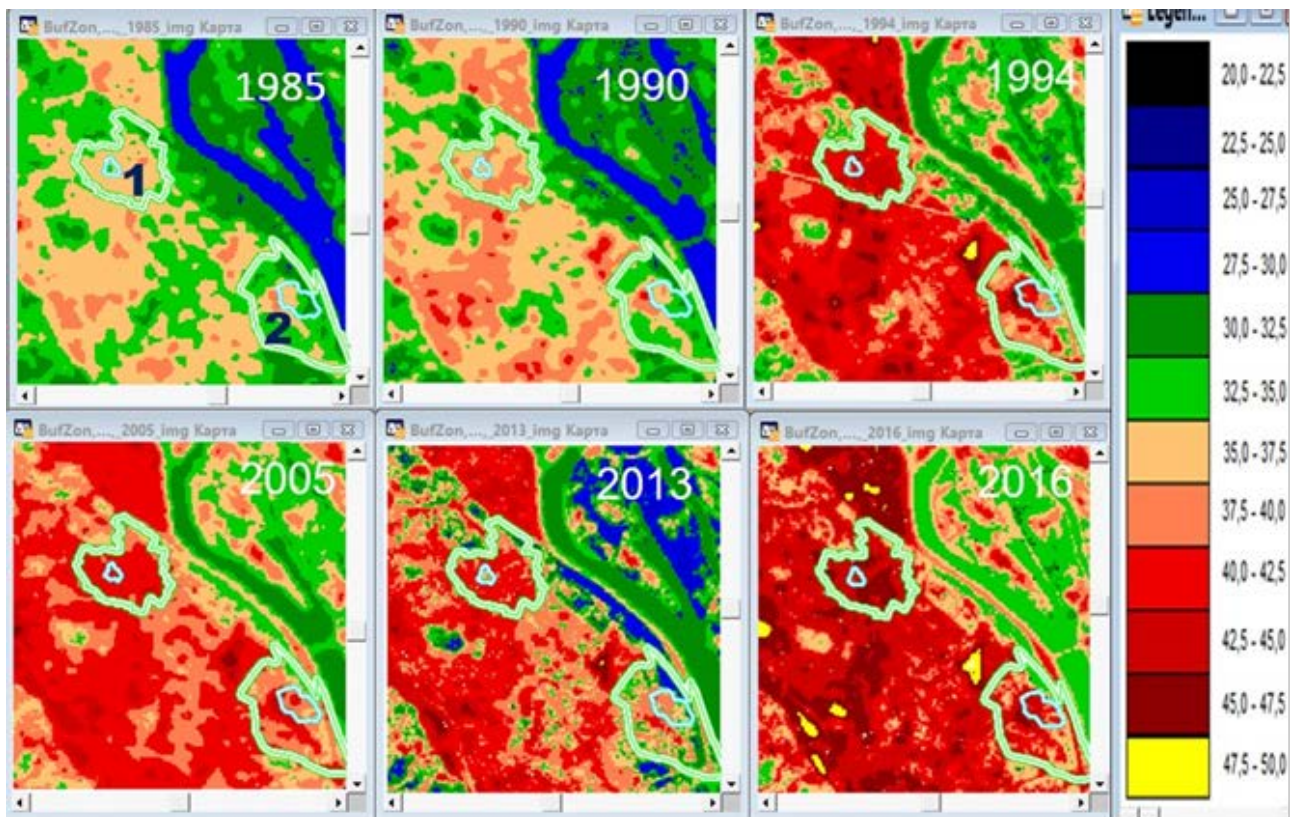 BufZon,...,_1985_img Карта
1985
1
2
BufZon,...,_1990_img Карта
1990
BufZon,...,_1994_img Карта
1994
BufZon,...,_2005_img Карта
2005
BufZon,...,_2013_img Карта
2013
BufZon,...,_2016_img Карта
2016
Legen...
20,0 - 22,5
22,5 - 25,0
25,0 - 27,5
27,5 - 30,0
30,0 - 32,5
32,5 - 35,0
35,0 - 37,5
37,5 - 40,0
40,0 - 42,5
42,5 - 45,0
45,0 - 47,5
47,5 - 50,0